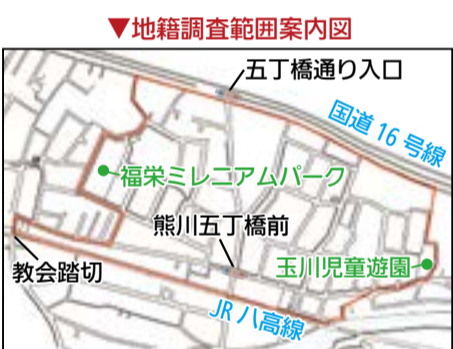 ▼地籍調査範囲案内図
五丁橋通り入口
国道16号線
福栄ミレニアムパーク
熊川五丁橋前
玉川児童遊園
教会踏切
JR八高線